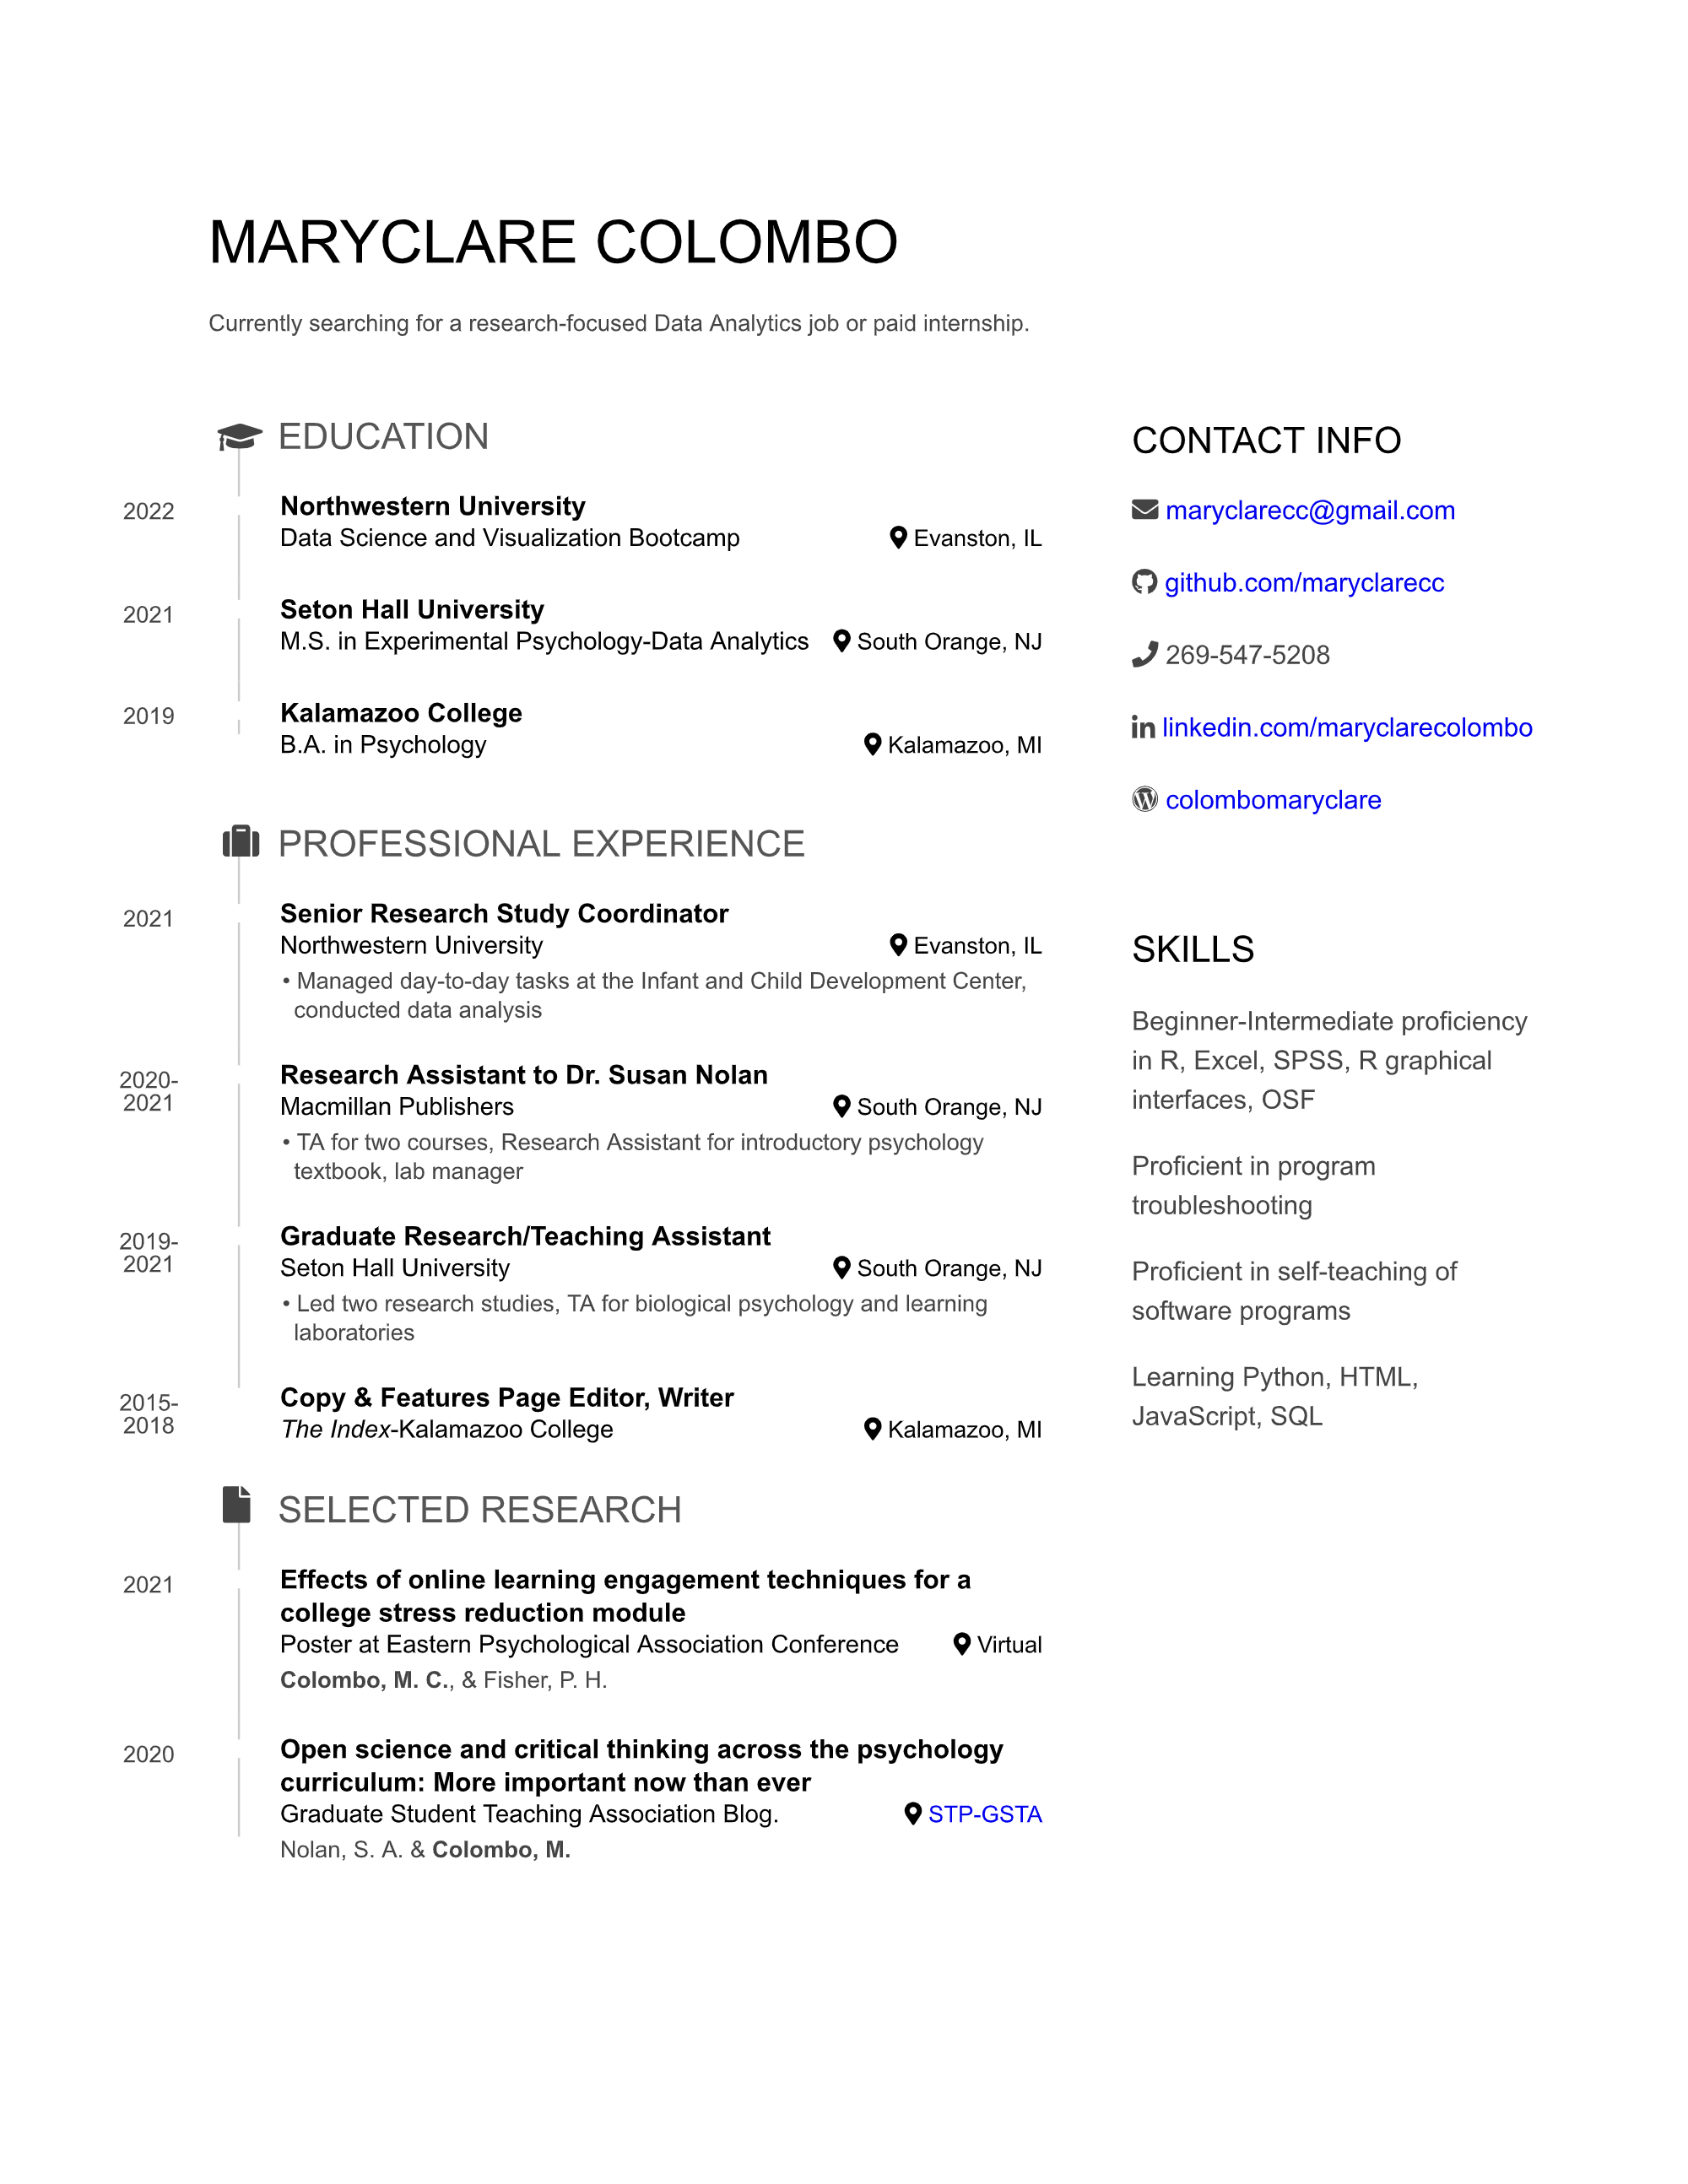 MARYCLARE COLOMBO
Currently searching for a research-focused Data Analytics job or paid internship.
EDUCATION
2022
Northwestern University
Data Science and Visualization Bootcamp
Evanston, IL
2021
Seton Hall University
M.S. in Experimental Psychology-Data Analytics
South Orange, NJ
2019
Kalamazoo College
B.A. in Psychology
Kalamazoo, MI
PROFESSIONAL EXPERIENCE
2021
Senior Research Study Coordinator
Northwestern University
Evanston, IL
• Managed day-to-day tasks at the Infant and Child Development Center,
conducted data analysis
2020-
2021
Research Assistant to Dr. Susan Nolan
Macmillan Publishers
South Orange, NJ
• TA for two courses, Research Assistant for introductory psychology
textbook, lab manager
2019-
2021
Graduate Research/Teaching Assistant
Seton Hall University
South Orange, NJ
• Led two research studies, TA for biological psychology and learning
laboratories
2015-
2018
Copy & Features Page Editor, Writer
The Index-Kalamazoo College
Kalamazoo, MI
SELECTED RESEARCH
2021
Effects of online learning engagement techniques for a
college stress reduction module
Poster at Eastern Psychological Association Conference
Virtual
Colombo, M. C., & Fisher, P. H.
2020
Open science and critical thinking across the psychology
curriculum: More important now than ever
Graduate Student Teaching Association Blog.
STP-GSTA
Nolan, S. A. & Colombo, M.
CONTACT INFO
maryclarecc@gmail.com
github.com/maryclarecc
269-547-5208
linkedin.com/maryclarecolombo
colombomaryclare
SKILLS
Beginner-Intermediate proficiency
in R, Excel, SPSS, R graphical
interfaces, OSF
Proficient in program
troubleshooting
Proficient in self-teaching of
software programs
Learning Python, HTML,
JavaScript, SQL